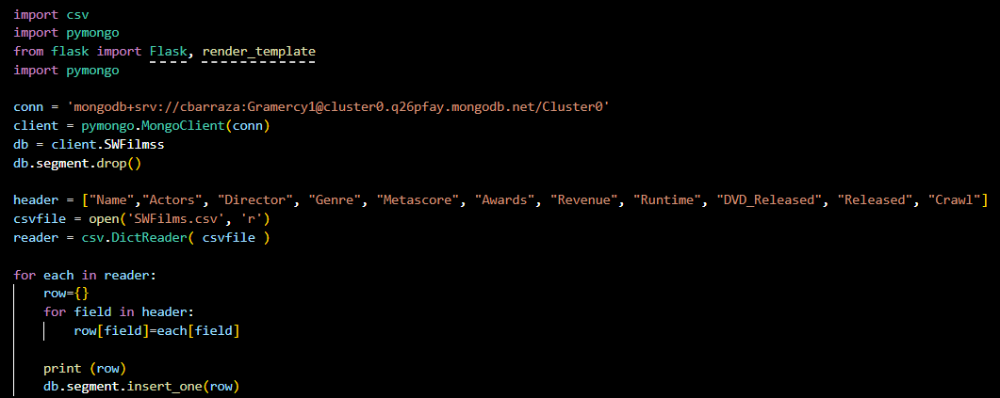 import csv
import pymongo
from flask import Flask, render_template
import pymongo
conn = 'mongodb+srv://cbarraza:Gramercy1@cluster0.q26pfay.mongodb.net/Cluster0'
client = pymongo.MongoClient(conn)
db = client.SWFilmss
db.segment.drop()
header = ["Name","Actors", "Director", "Genre", "Metascore", "Awards", "Revenue", "Runtime", "DVD_Released", "Released", "Crawl"]
csvfile = open('SWFilms.csv', 'r')
reader = csv.DictReader( csvfile )
for each in reader:
    row={}
    for field in header:
        row[field]=each[field]
    print (row)
    db.segment.insert_one(row)